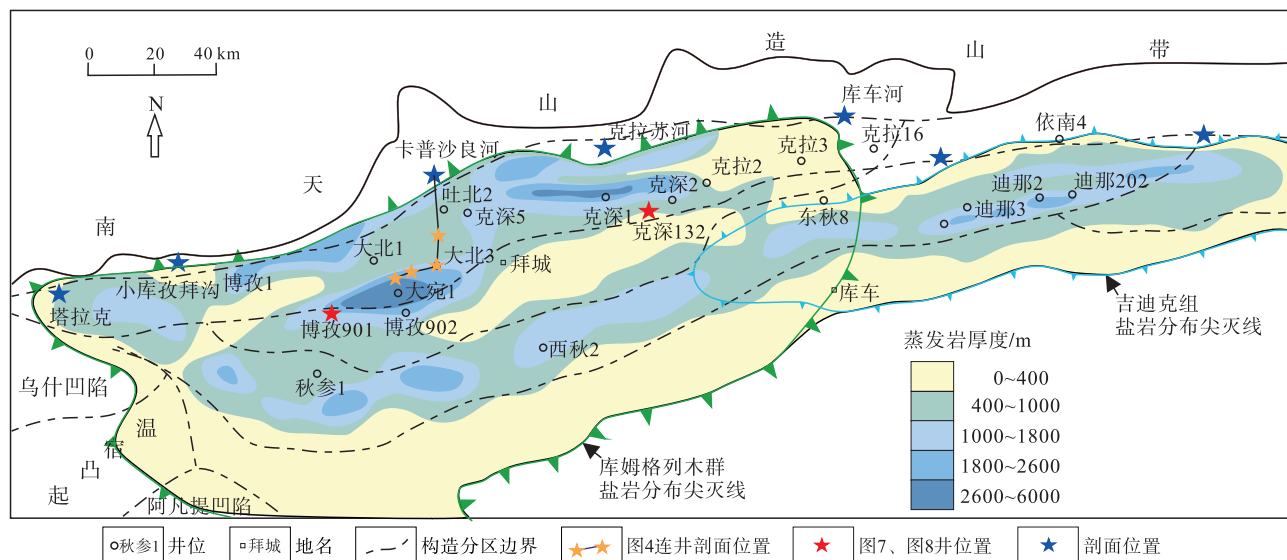 0 20 40 km
N
造
山
带
山
天
南
库车河
克拉苏河
克拉16
依南4
卡普沙良河
克拉3
克拉2
吐北2
克深2
迪那2
迪那202
克深5
克深1
东秋8
迪那3
克深132
大北1
大北3
拜城
小库孜拜沟
博孜1
大宛1
库车
塔拉克
博孜901
博孜902
吉迪克组
盐岩分布尖灭线
西秋2
乌什凹陷
秋参1
温
宿
凸
起
阿凡提凹陷
库姆格列木群
盐岩分布尖灭线
蒸发岩厚度/m
0~400
400~1000
1000~1800
1800~2600
2600~6000
秋参1 井位
拜城 地名
构造分区边界
图4连井剖面位置
图7、图8井位置
剖面位置